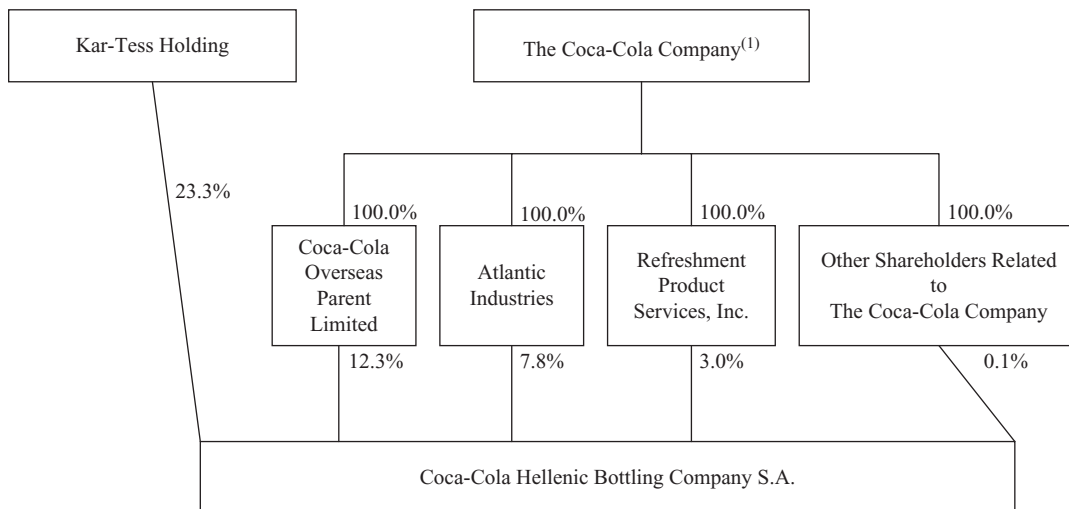 Kar-Tess Holding
The Coca-Cola Company(1)
23.3%
100.0%
100.0%
100.0%
100.0%
Coca-Cola
Overseas
Parent
Limited
Atlantic
Industries
Refreshment
Product
Services, Inc.
Other Shareholders Related
to
The Coca-Cola Company
12.3%
7.8%
3.0%
0.1%
Coca-Cola Hellenic Bottling Company S.A.